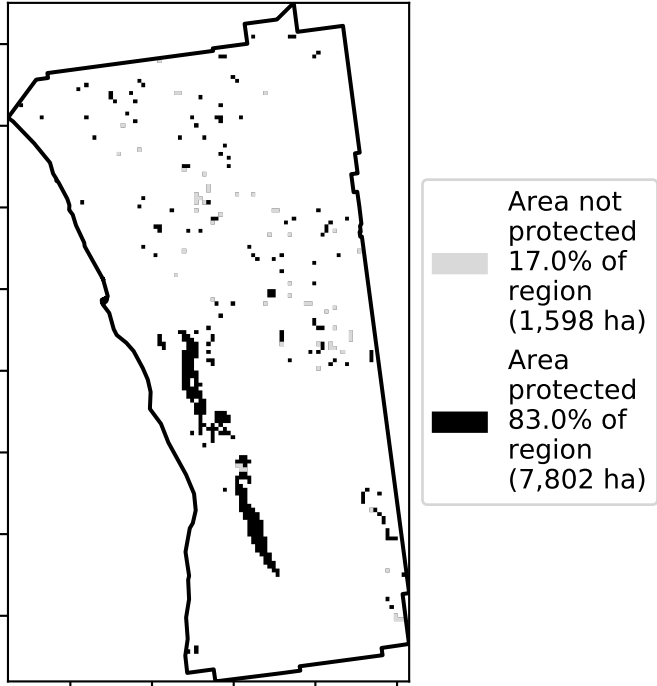 Area not
protected
17.0% of
region
(1,598 ha)
Area
protected
83.0% of
region
(7,802 ha)